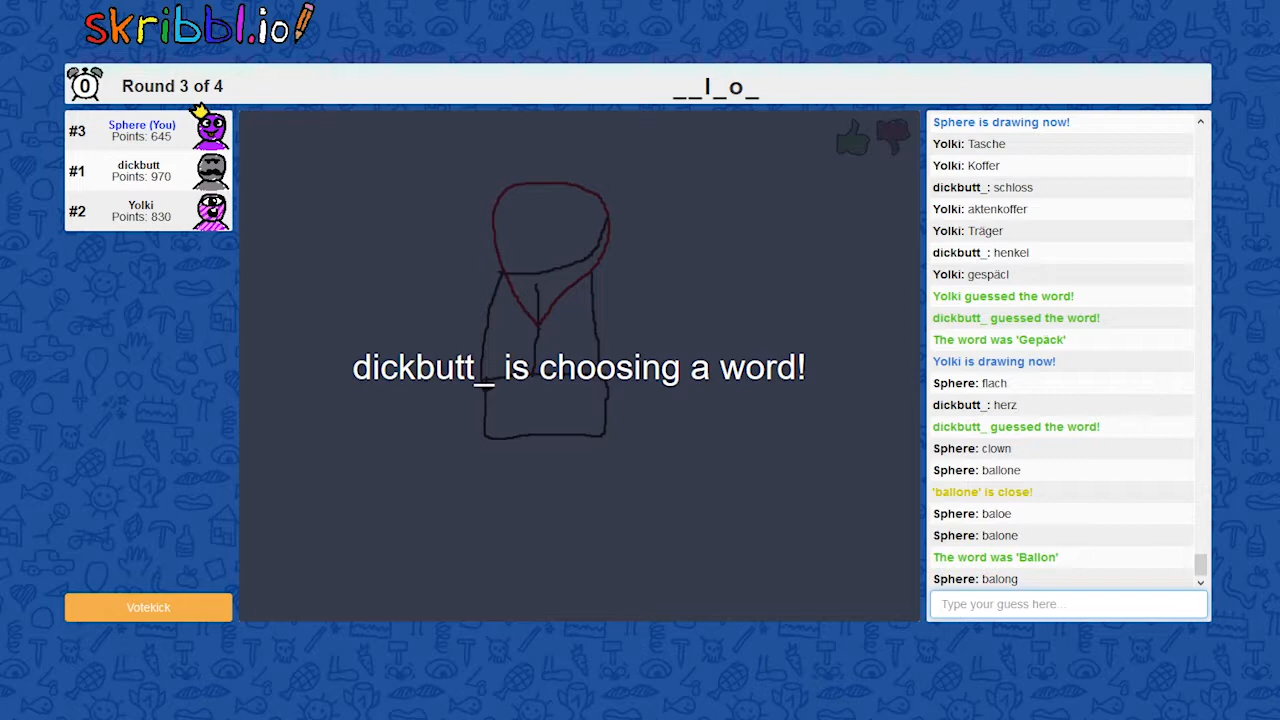 skribbl.io!
0
Round 3 of 4
__l_o_
#3
Sphere (You)
Points: 645
#1
dickbutt_
Points: 970
#2
Yolki
Points: 830
Votekick
dickbutt_ is choosing a word!
Sphere is drawing now!
Yolki: Tasche
Yolki: Koffer
dickbutt_: schloss
Yolki: aktenkoffer
Yolki: Träger
dickbutt_: henkel
Yolki: gespäcl
Yolki guessed the word!
dickbutt_ guessed the word!
The word was 'Gepäck'
Yolki is drawing now!
Sphere: flach
dickbutt_: herz
dickbutt_ guessed the word!
Sphere: clown
Sphere: ballone
'ballone' is close!
Sphere: baloe
Sphere: balone
The word was 'Ballon'
Sphere: balong
Type your guess here...